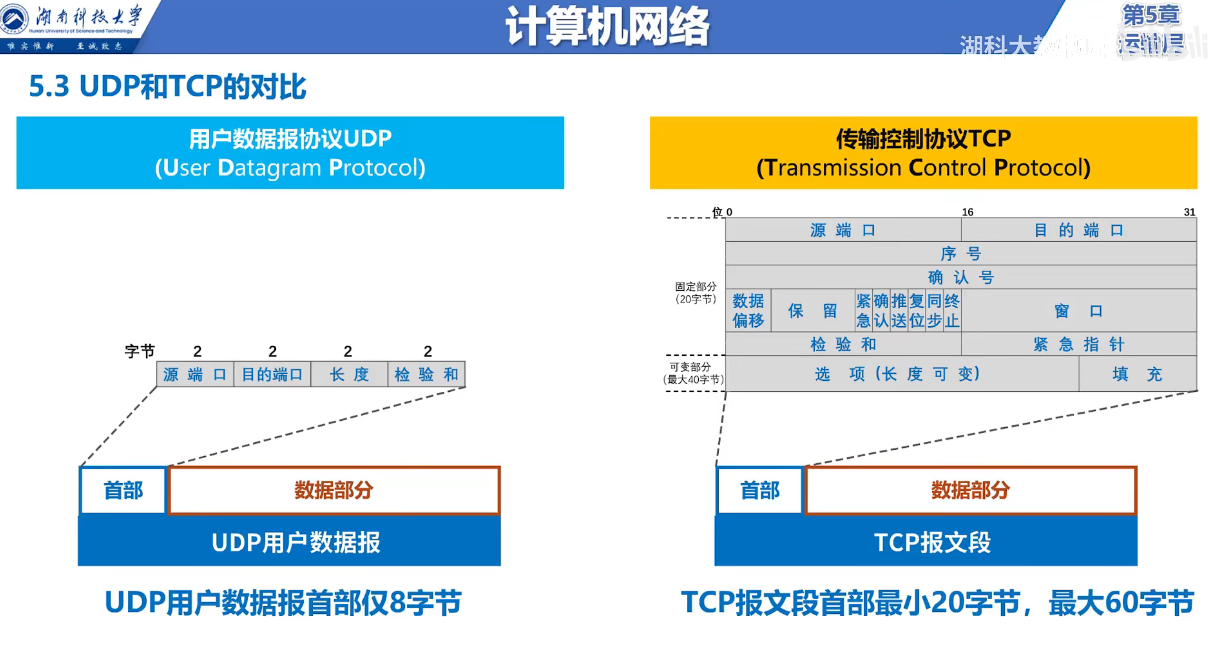 湖南科技大学
Hunan University of Science and Technology
唯实惟新 至诚致志
计算机网络
第5章
运输层
湖科大教
5.3 UDP和TCP的对比
用户数据报协议UDP
(User Datagram Protocol)
字节 2 2 2 2
源端口 目的端口 长度 检验和
首部 数据部分
UDP用户数据报
UDP用户数据报首部仅8字节
传输控制协议TCP
(Transmission Control Protocol)
位 0 16 31
源端口 目的端口
序号
确认号
固定部分
(20字节)
数据偏移 保留 紧急 确认 推送 复位 同步 终止 窗口
检验和 紧急指针
可变部分
(最大40字节)
选项(长度可变) 填充
首部 数据部分
TCP报文段
TCP报文段首部最小20字节，最大60字节